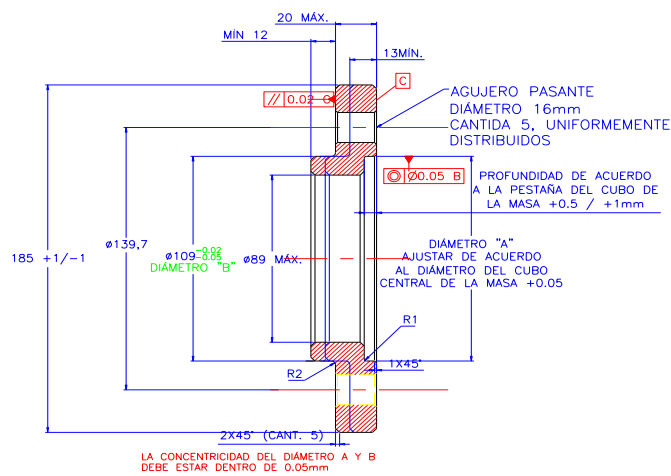 20 MÁX.
MÍN 12
13MÍN.
C
// 0.02 C
AGUJERO PASANTE
DIÁMETRO 16mm
CANTIDA 5, UNIFORMEMENTE
DISTRIBUIDOS
◎ Ø0.05 B
PROFUNDIDAD DE ACUERDO
A LA PESTAÑA DEL CUBO DE
LA MASA +0.5 / +1mm
185 +1/-1
ø139,7
ø109 -0.02 -0.05
DIÁMETRO "B"
ø89 MÁX.
DIÁMETRO "A"
AJUSTAR DE ACUERDO
AL DIÁMETRO DEL CUBO
CENTRAL DE LA MASA +0.05
R1
R2
1X45°
2X45° (CANT. 5)
LA CONCENTRICIDAD DEL DIÁMETRO A Y B
DEBE ESTAR DENTRO DE 0.05mm